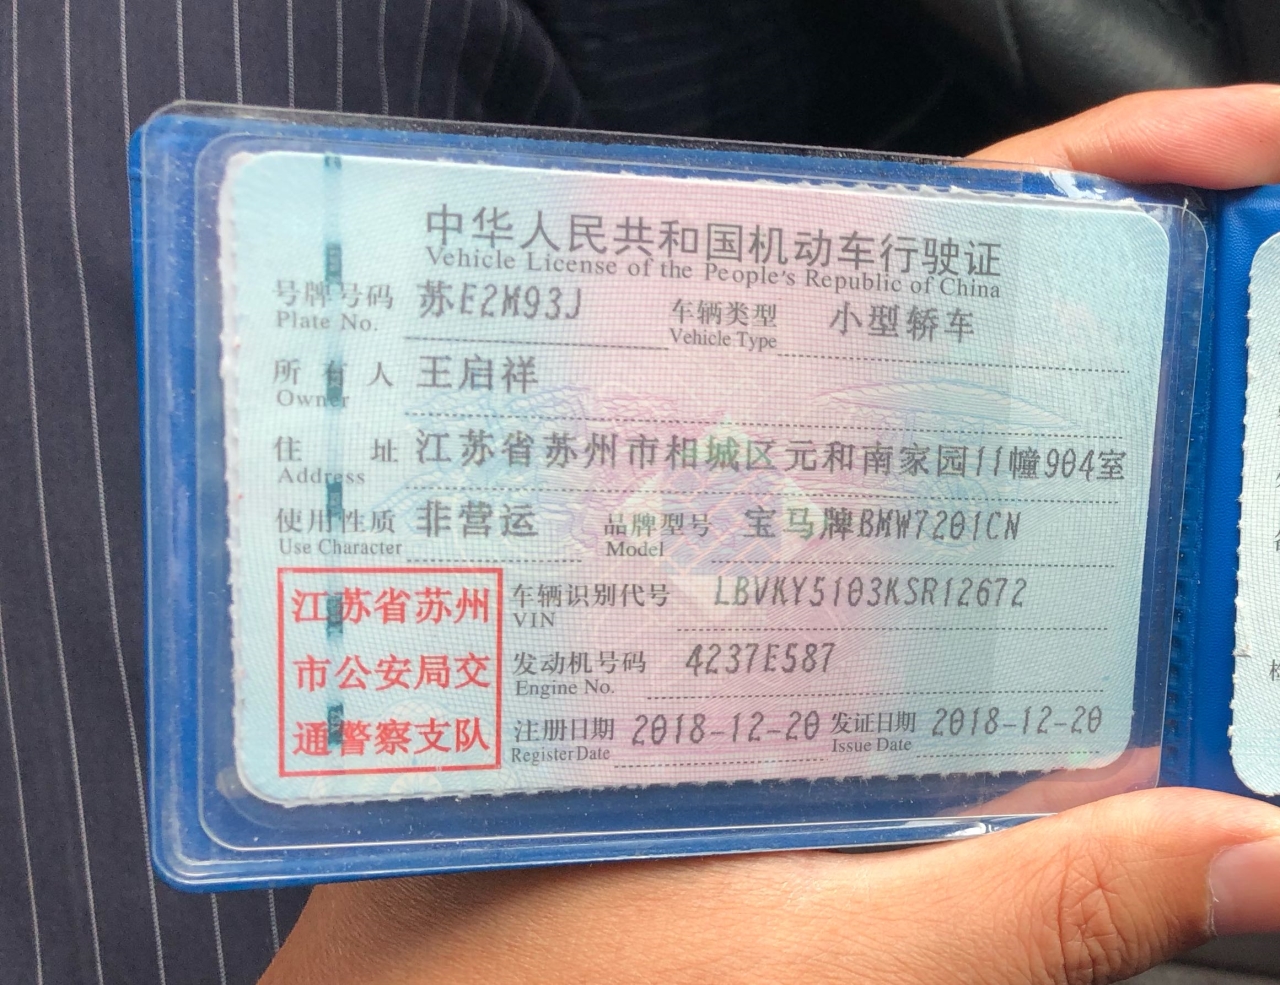 中华人民共和国机动车行驶证
Vehicle License of the People's Republic of China
号牌号码 苏E2M93J 车辆类型 小型轿车
Plate No. Vehicle Type
所有人 王启祥
Owner
住址 江苏省苏州市相城区元和南家园11幢904室
Address
使用性质 非营运 品牌型号 宝马牌BMW7201CN
Use Character Model
江苏省苏州
市公安局交
通警察支队
车辆识别代号 LBVKY5103KSR12672
VIN
发动机号码 4237E587
Engine No.
注册日期 2018-12-20 发证日期 2018-12-20
Register Date Issue Date